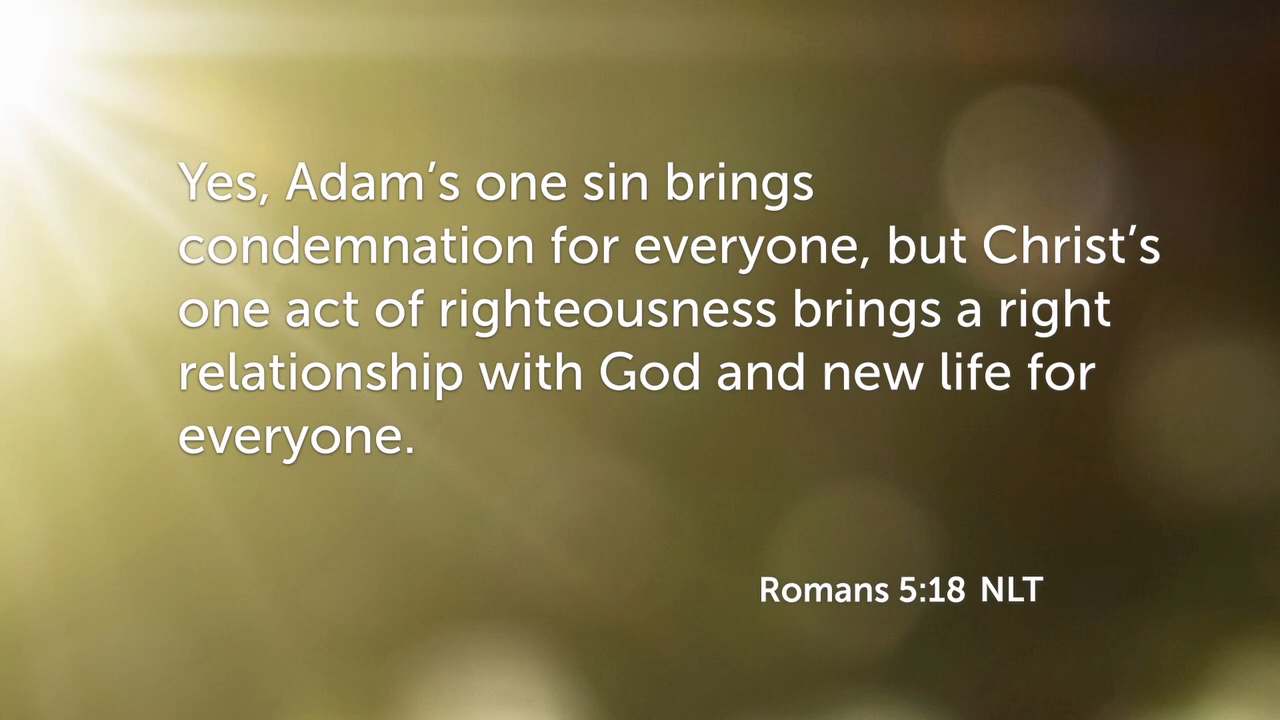 Yes, Adam’s one sin brings
condemnation for everyone, but Christ’s
one act of righteousness brings a right
relationship with God and new life for
everyone.
Romans 5:18 NLT